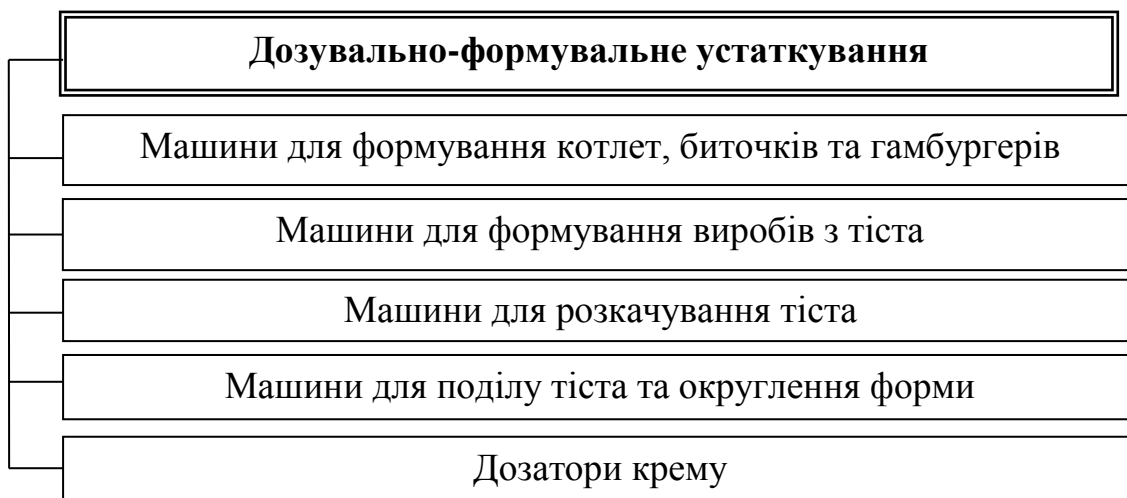 Дозувально-формувальне устаткування
Машини для формування котлет, биточків та гамбургерів
Машини для формування виробів з тіста
Машини для розкачування тіста
Машини для поділу тіста та округлення форми
Дозатори крему